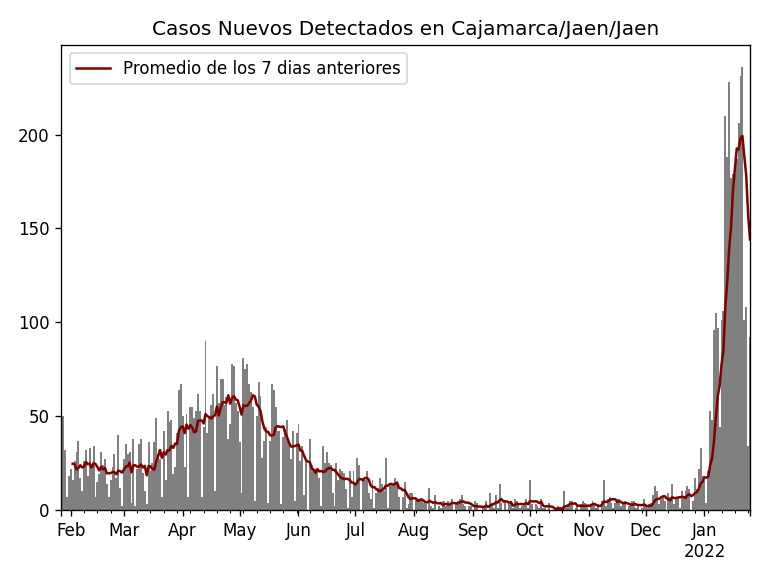 Casos Nuevos Detectados en Cajamarca/Jaen/Jaen
Promedio de los 7 dias anteriores
200
150
100
50
0
Feb Mar Apr May Jun Jul Aug Sep Oct Nov Dec Jan
2022